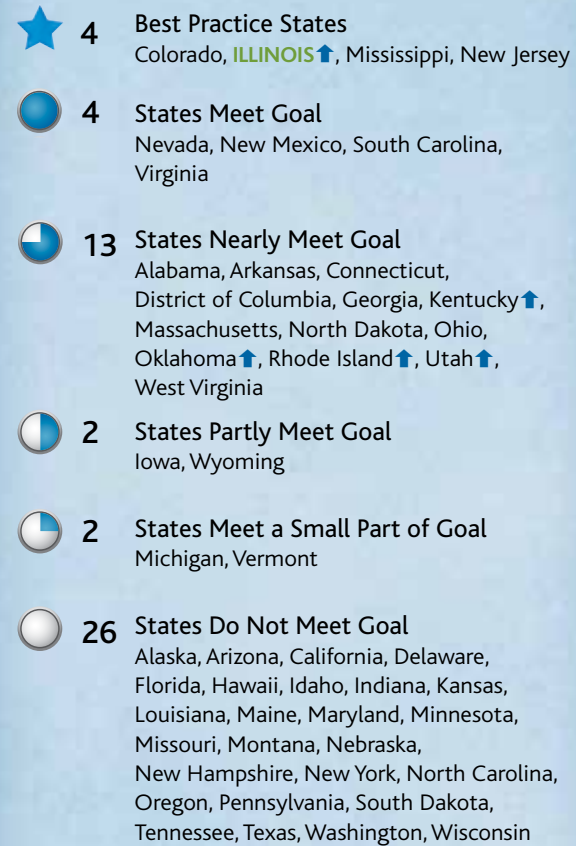 4 Best Practice States
Colorado, ILLINOIS⬆, Mississippi, New Jersey
4 States Meet Goal
Nevada, New Mexico, South Carolina,
Virginia
13 States Nearly Meet Goal
Alabama, Arkansas, Connecticut,
District of Columbia, Georgia, Kentucky⬆,
Massachusetts, North Dakota, Ohio,
Oklahoma⬆, Rhode Island⬆, Utah⬆,
West Virginia
2 States Partly Meet Goal
Iowa, Wyoming
2 States Meet a Small Part of Goal
Michigan, Vermont
26 States Do Not Meet Goal
Alaska, Arizona, California, Delaware,
Florida, Hawaii, Idaho, Indiana, Kansas,
Louisiana, Maine, Maryland, Minnesota,
Missouri, Montana, Nebraska,
New Hampshire, New York, North Carolina,
Oregon, Pennsylvania, South Dakota,
Tennessee, Texas, Washington, Wisconsin